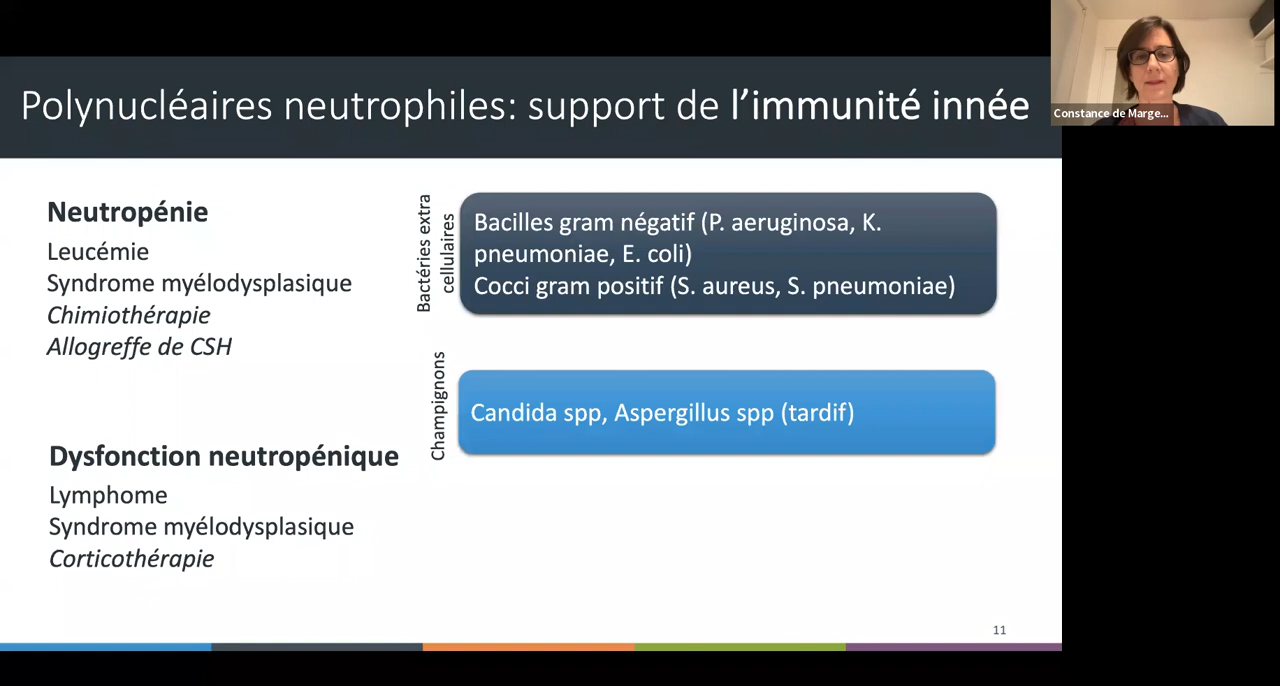 Polynucléaires neutrophiles: support de l’immunité innée
Constance de Marge...
Neutropénie
Leucémie
Syndrome myélodysplasique
Chimiothérapie
Allogreffe de CSH
Dysfonction neutropénique
Lymphome
Syndrome myélodysplasique
Corticothérapie
Bactéries extra
cellulaires
Bacilles gram négatif (P. aeruginosa, K.
pneumoniae, E. coli)
Cocci gram positif (S. aureus, S. pneumoniae)
Champignons
Candida spp, Aspergillus spp (tardif)
11